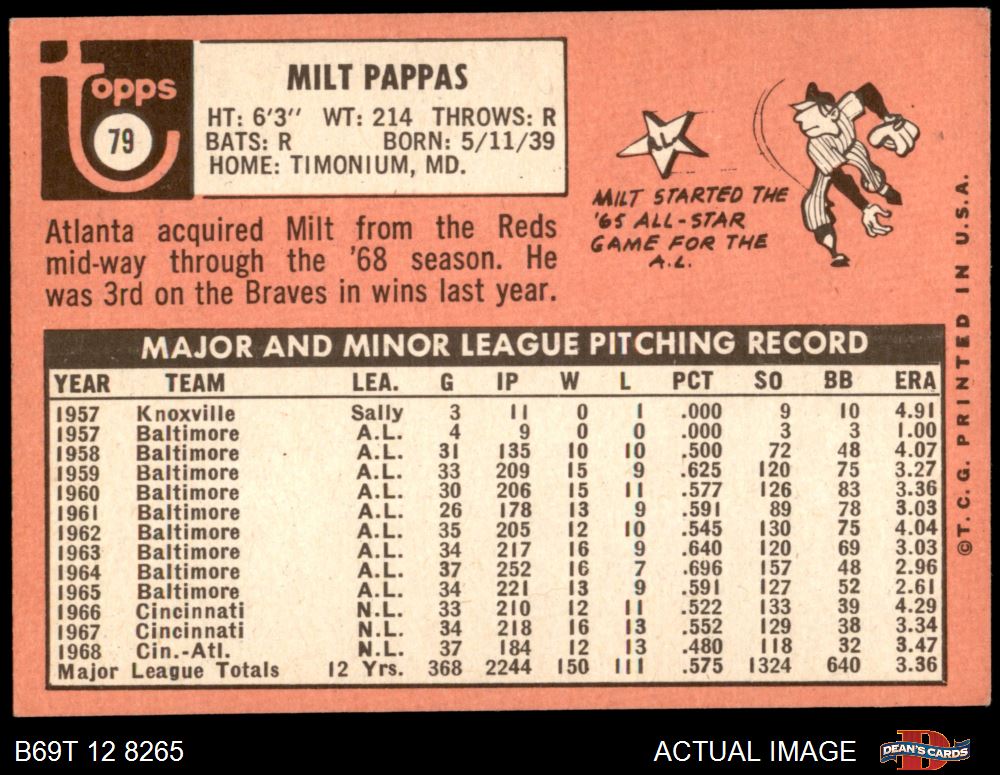 Topps
79
MILT PAPPAS
HT: 6'3" WT: 214 THROWS: R
BATS: R BORN: 5/11/39
HOME: TIMONIUM, MD.
Atlanta acquired Milt from the Reds
mid-way through the '68 season. He
was 3rd on the Braves in wins last year.
A.L.
MILT STARTED THE
'65 ALL-STAR
GAME FOR THE
A.L.
MAJOR AND MINOR LEAGUE PITCHING RECORD
YEAR TEAM LEA. G IP W L PCT SO BB ERA
1957 Knoxville Sally 3 11 0 1 .000 9 10 4.91
1957 Baltimore A.L. 4 9 0 0 .000 3 3 1.00
1958 Baltimore A.L. 31 135 10 10 .500 72 48 4.07
1959 Baltimore A.L. 33 209 15 9 .625 120 75 3.27
1960 Baltimore A.L. 30 206 15 11 .577 126 83 3.36
1961 Baltimore A.L. 26 178 13 9 .591 89 78 3.03
1962 Baltimore A.L. 35 205 12 10 .545 130 75 4.04
1963 Baltimore A.L. 34 217 16 9 .640 120 69 3.03
1964 Baltimore A.L. 37 252 16 7 .696 157 48 2.96
1965 Baltimore A.L. 34 221 13 9 .591 127 52 2.61
1966 Cincinnati N.L. 33 210 12 11 .522 133 39 4.29
1967 Cincinnati N.L. 34 218 16 13 .552 129 38 3.34
1968 Cin.-Atl. N.L. 37 184 12 13 .480 118 32 3.47
Major League Totals 12 Yrs. 368 2244 150 111 .575 1324 640 3.36
©T.C.G. PRINTED IN U.S.A.
B69T 12 8265
ACTUAL IMAGE
D
DEAN'S CARDS